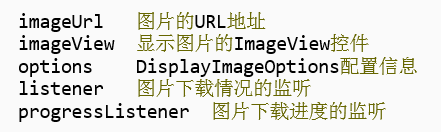 imageUrl 图片的URL地址
imageView 显示图片的ImageView控件
options DisplayImageOptions配置信息
listener 图片下载情况的监听
progressListener 图片下载进度的监听